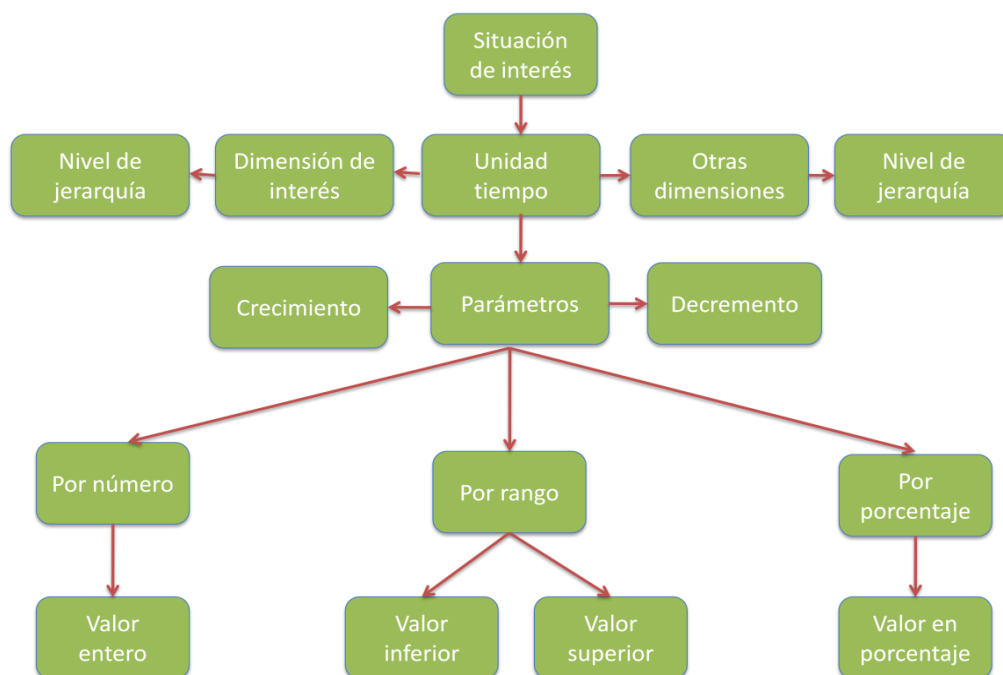 Situación
de interés
Nivel de
jerarquía
Dimensión de
interés
Unidad
tiempo
Otras
dimensiones
Nivel de
jerarquía
Crecimiento
Parámetros
Decremento
Por número
Por rango
Por
porcentaje
Valor
entero
Valor
inferior
Valor
superior
Valor en
porcentaje